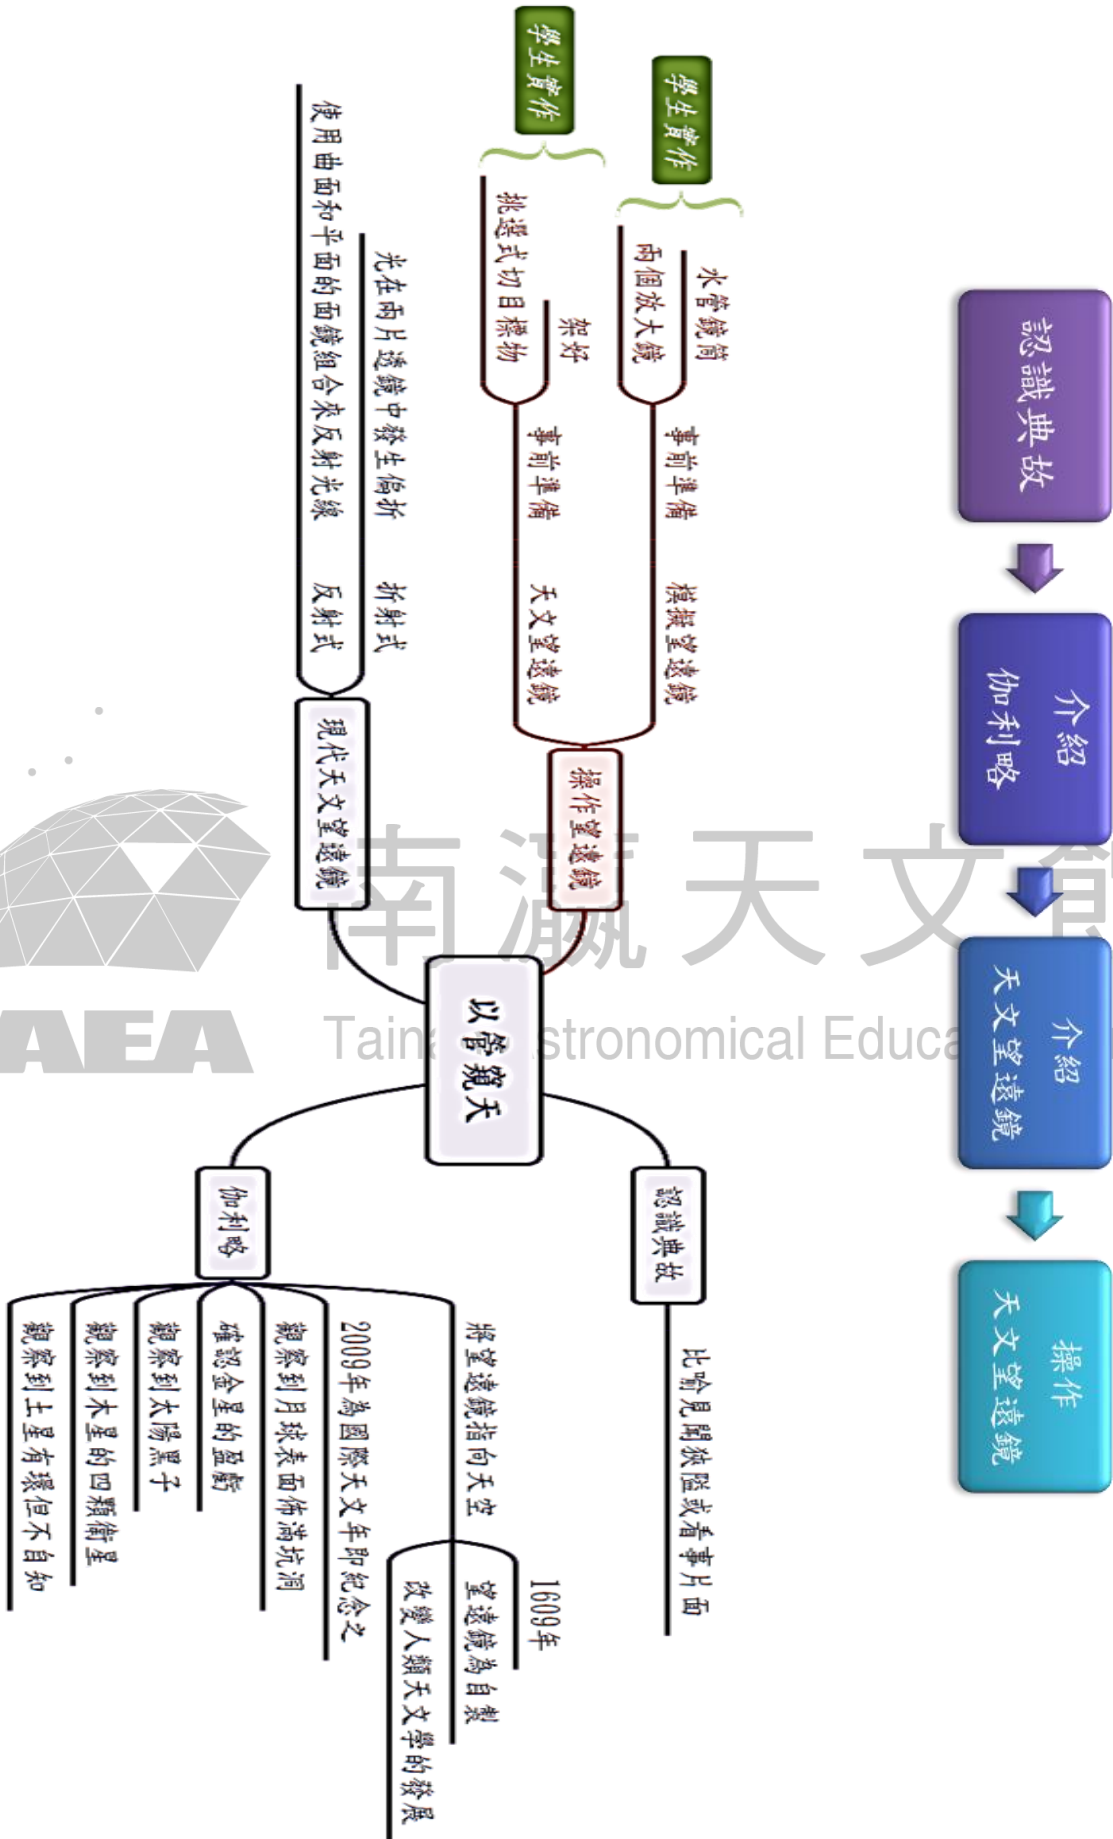 認識典故
介紹
伽利略
介紹
天文望遠鏡
操作
天文望遠鏡
學生實作
水管鏡筒
兩個放大鏡
事前準備
模擬望遠鏡
學生實作
架好
挑選式切目標物
事前準備
天文望遠鏡
操作望遠鏡
光在兩片透鏡中發生偏折
折射式
使用曲面和平面的面鏡組合來反射光線
反射式
現代天文望遠鏡
以管窺天
認識典故
比喻見聞狹隘或看事片面
伽利略
將望遠鏡指向天空
1609年
望遠鏡為自製
改變人類天文學的發展
2009年為國際天文年即紀念之
觀察到月球表面佈滿坑洞
確認金星的盈虧
觀察到太陽黑子
觀察到木星的四顆衛星
觀察到土星有環但不自知
南瀛天文館
Taina stronomical Educa
AEA